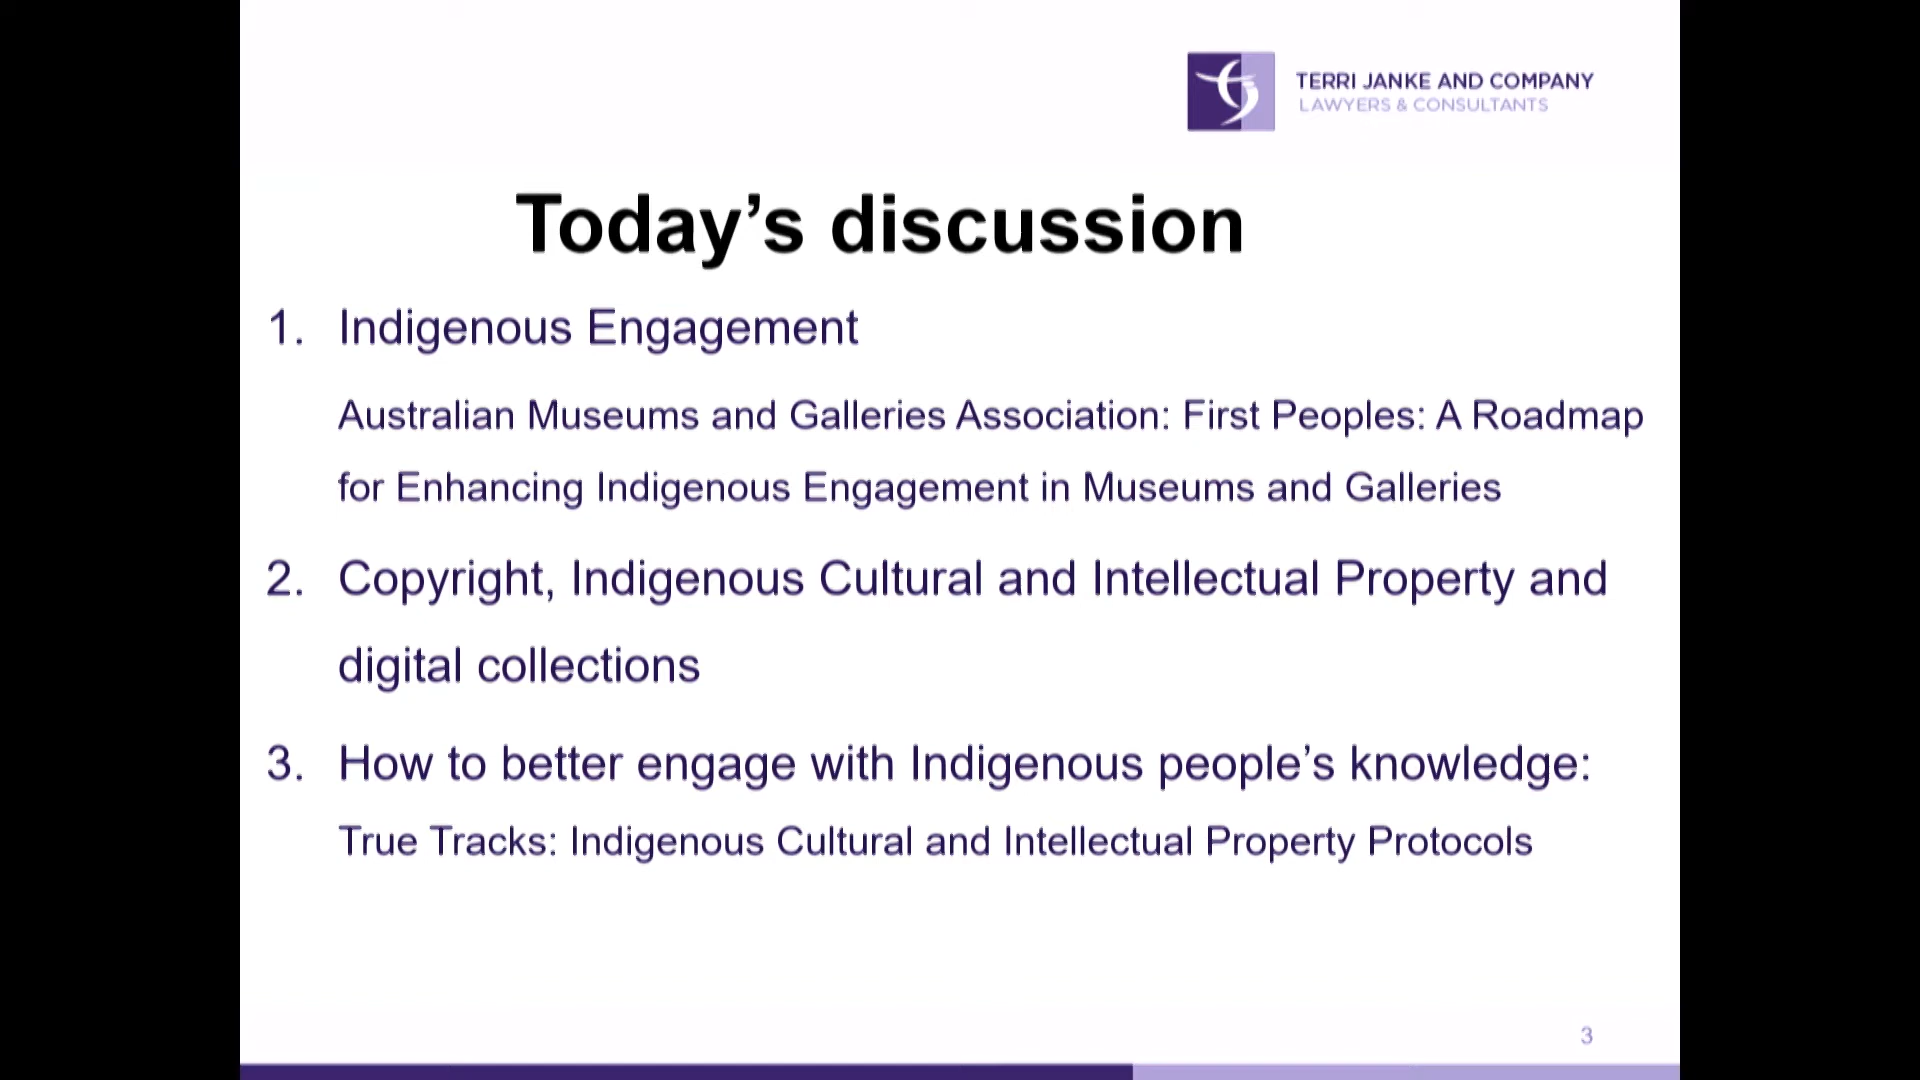 TERRI JANKE AND COMPANY
LAWYERS & CONSULTANTS
Today’s discussion
1. Indigenous Engagement
Australian Museums and Galleries Association: First Peoples: A Roadmap
for Enhancing Indigenous Engagement in Museums and Galleries
2. Copyright, Indigenous Cultural and Intellectual Property and
digital collections
3. How to better engage with Indigenous people’s knowledge:
True Tracks: Indigenous Cultural and Intellectual Property Protocols
3